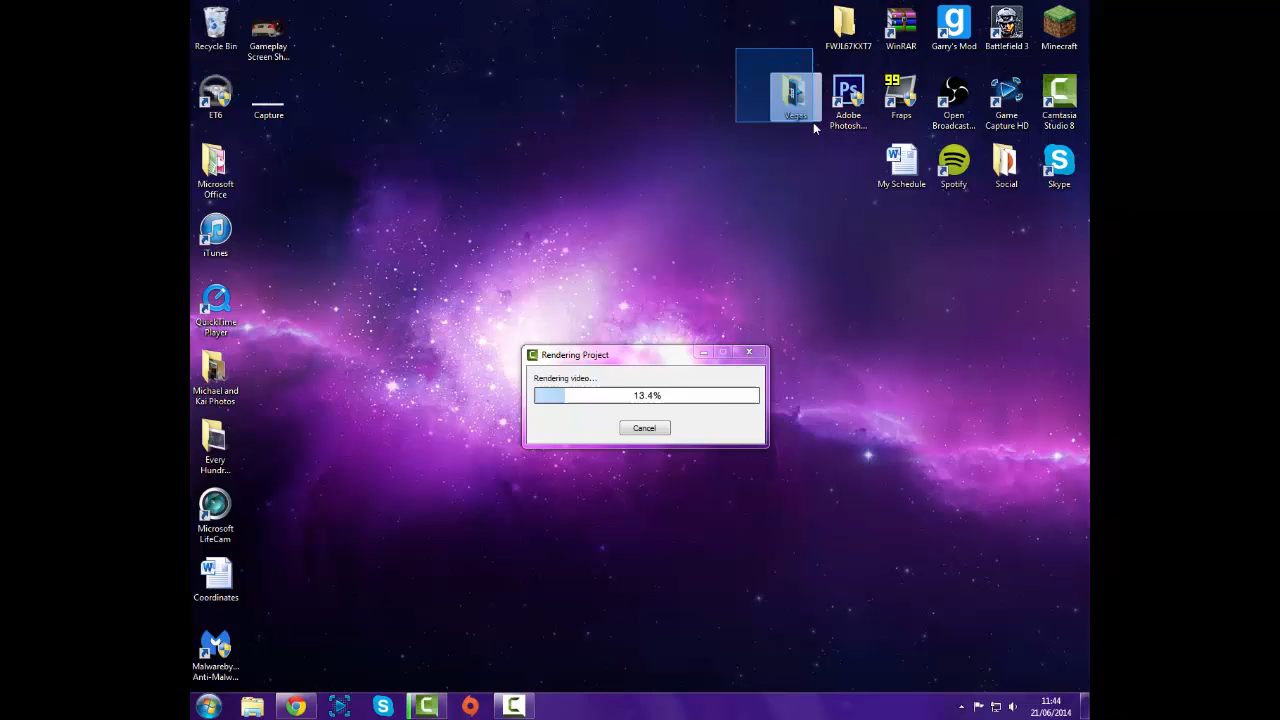 Recycle Bin
Gameplay
Screen Sh...
ET6
Capture
Microsoft
Office
iTunes
QuickTime
Player
Michael and
Kai Photos
Every
Hundr...
Microsoft
LifeCam
Coordinates
Malwareby...
Anti-Malw...
FWJL67KXT7
WinRAR
Garry's Mod
Battlefield 3
Minecraft
Vegas
Ps
Adobe
Photosh...
99
Fraps
Open
Broadcast...
Game
Capture HD
Camtasia
Studio 8
My Schedule
Spotify
Social
Skype
Rendering Project
Rendering video...
13.4%
Cancel
11:44
21/06/2014